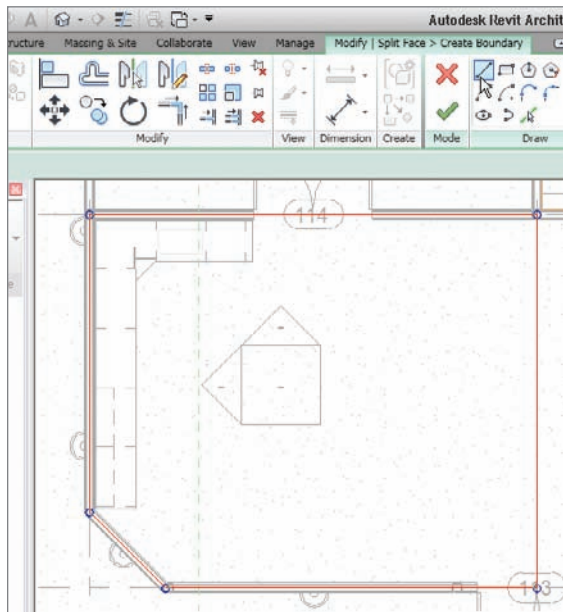 Autodesk Revit Archit
ructure Massing & Site Collaborate View Manage Modify | Split Face > Create Boundary
Modify View Dimension Create Mode Draw
114
113